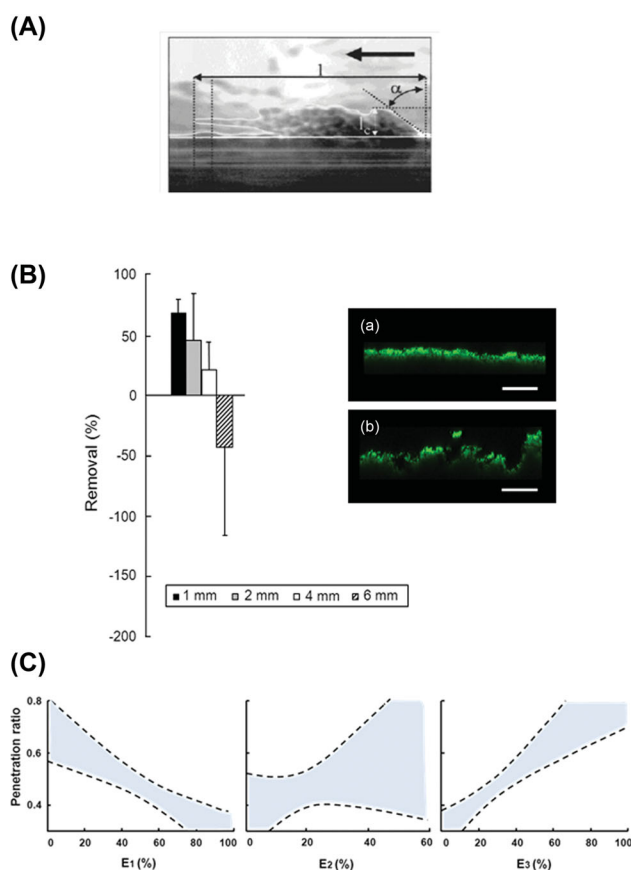 (A)
l
α
(B)
100
50
0
-50
-100
-150
-200
Removal (%)
1 mm 2 mm 4 mm 6 mm
(a)
(b)
(C)
Penetration ratio
0.8
0.6
0.4
0 20 40 60 80 100
E1 (%)
0 20 40 60
E2 (%)
0 20 40 60 80 100
E3 (%)